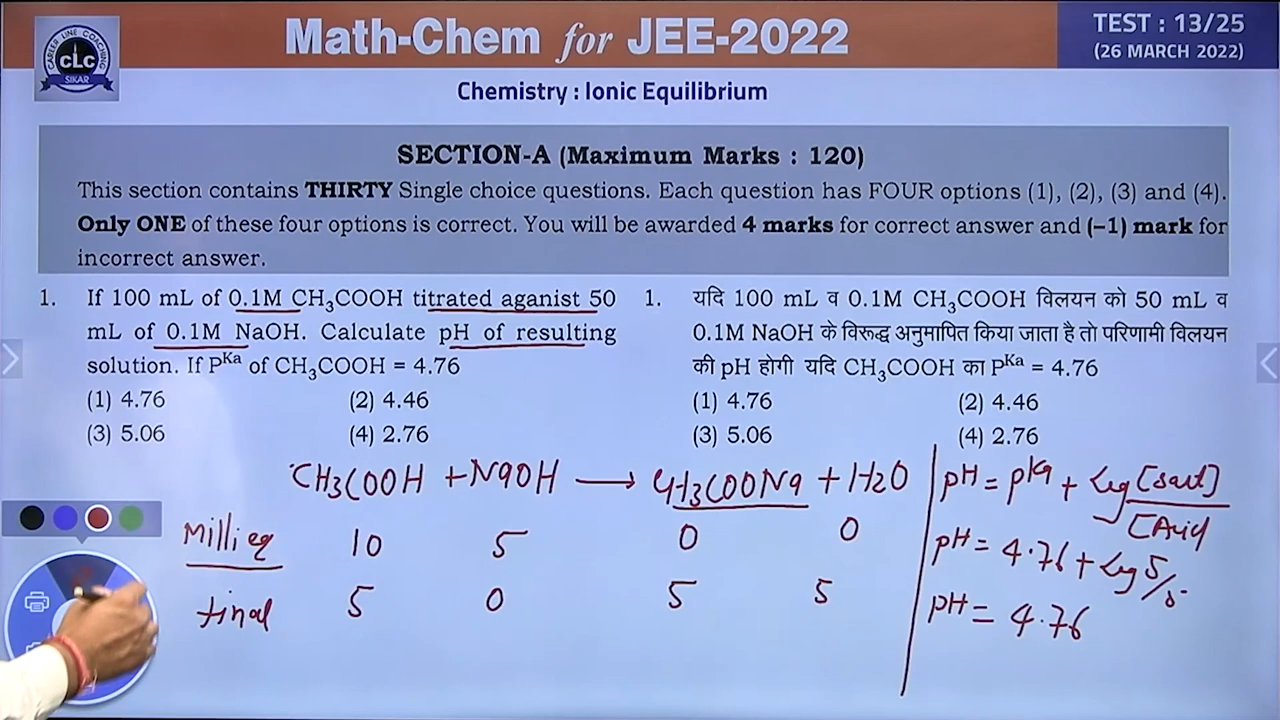 Math-Chem for JEE-2022
TEST : 13/25
(26 MARCH 2022)
CAREER LINE COACHING
CLC
SIKAR
Chemistry : Ionic Equilibrium
SECTION-A (Maximum Marks : 120)
This section contains THIRTY Single choice questions. Each question has FOUR options (1), (2), (3) and (4).
Only ONE of these four options is correct. You will be awarded 4 marks for correct answer and (–1) mark for
incorrect answer.
1. If 100 mL of 0.1M CH₃COOH titrated aganist 50
mL of 0.1M NaOH. Calculate pH of resulting
solution. If Pᴷᵃ of CH₃COOH = 4.76
(1) 4.76 (2) 4.46
(3) 5.06 (4) 2.76
1. यदि 100 mL व 0.1M CH₃COOH विलयन को 50 mL व
0.1M NaOH के विरूद्ध अनुमापित किया जाता है तो परिणामी विलयन
की pH होगी यदि CH₃COOH का Pᴷᵃ = 4.76
(1) 4.76 (2) 4.46
(3) 5.06 (4) 2.76
CH3COOH + NaOH → CH3COONa + H2O
Milli eq 10 5 0 0
final 5 0 5 5
pH = pKa + log [salt]/[Acid]
pH = 4.76 + log 5/5
pH = 4.76